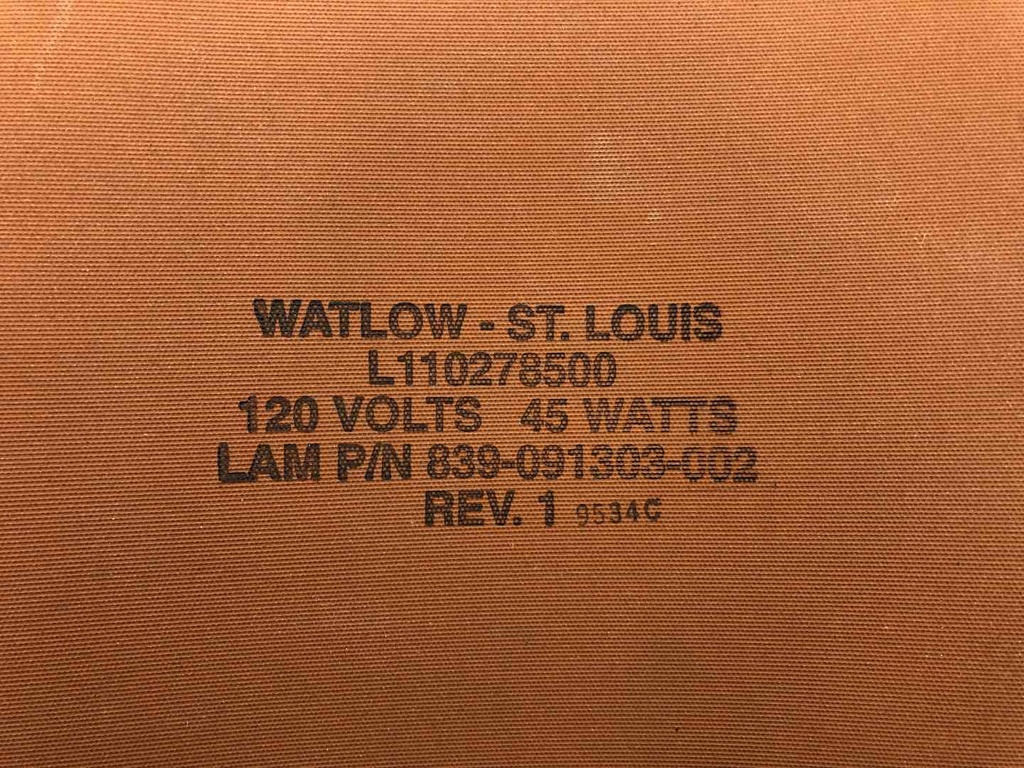 WATLOW - ST. LOUIS
L110278500
120 VOLTS 45 WATTS
LAM P/N 839-091303-002
REV. 1 9534C